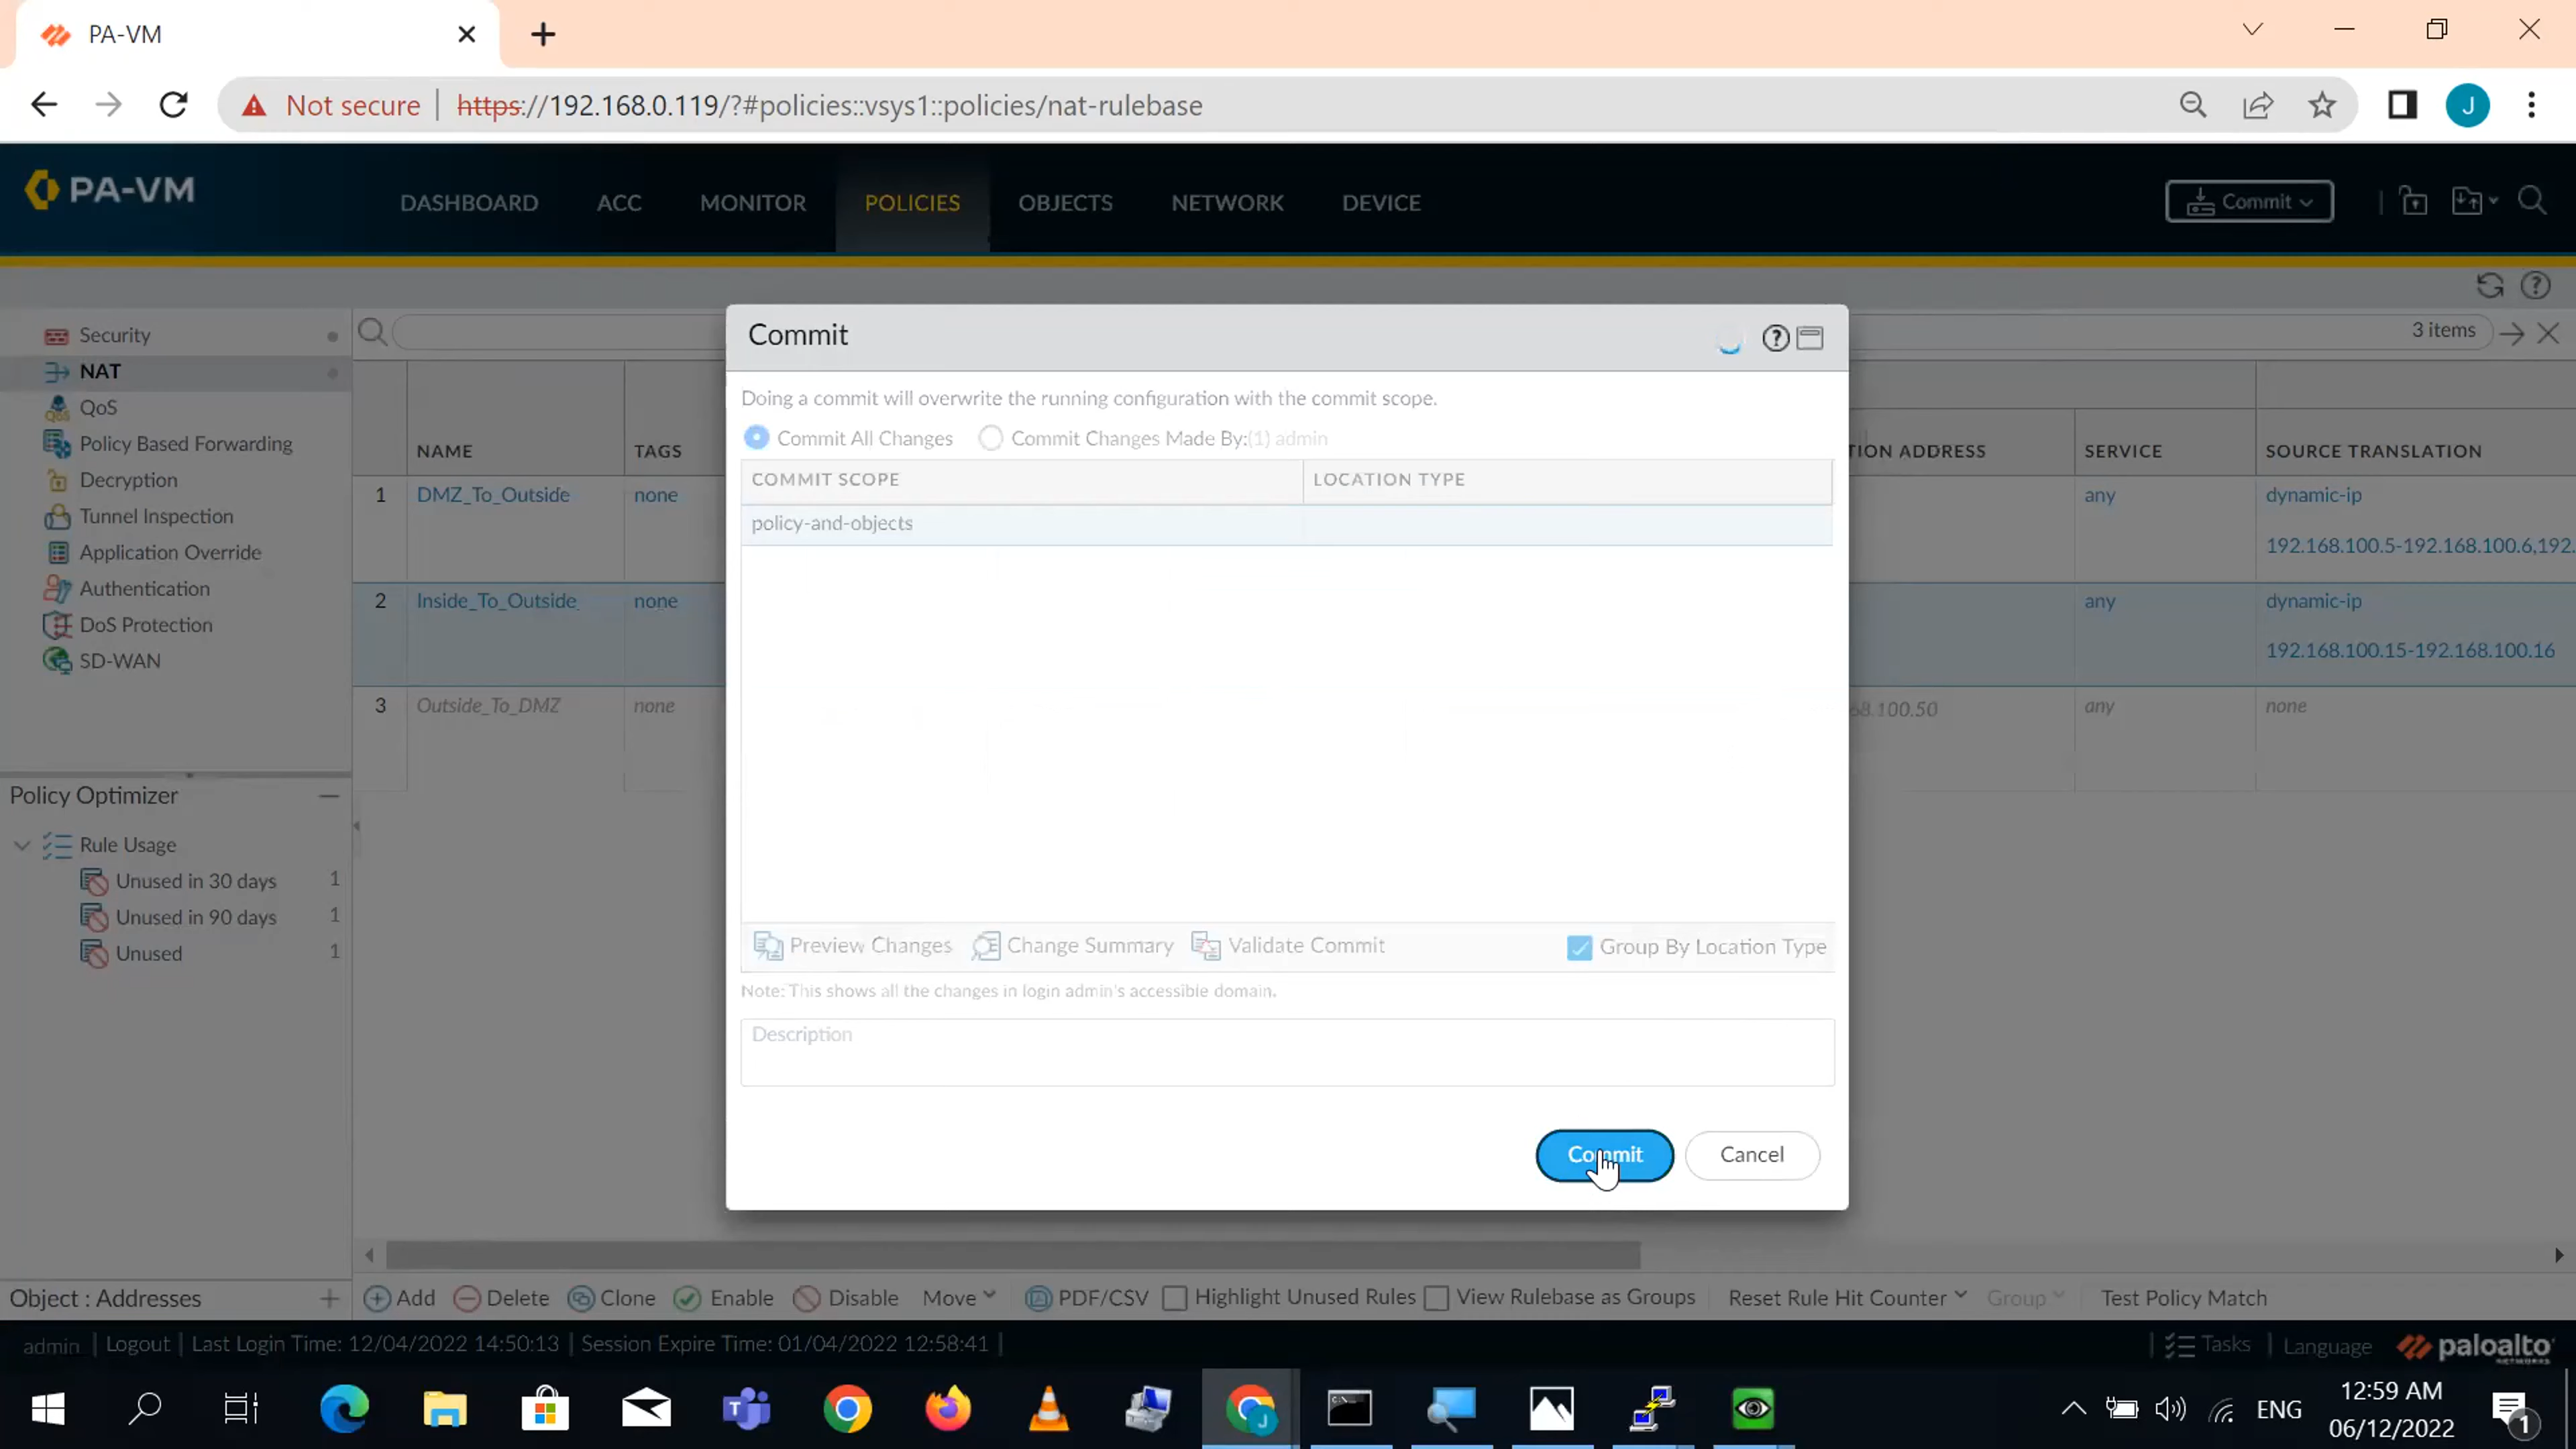 PA-VM
Not secure | https://192.168.0.119/?#policies::vsys1::policies/nat-rulebase
J
PA-VM
DASHBOARD ACC MONITOR POLICIES OBJECTS NETWORK DEVICE
Commit
3 items
Security
NAT
QoS
Policy Based Forwarding
Decryption
Tunnel Inspection
Application Override
Authentication
DoS Protection
SD-WAN
Policy Optimizer
Rule Usage
Unused in 30 days 1
Unused in 90 days 1
Unused 1
Object : Addresses
NAME TAGS
SERVICE SOURCE TRANSLATION
ADDRESS
1 DMZ_To_Outside none
any dynamic-ip
192.168.100.5-192.168.100.6,192.
2 Inside_To_Outside none
any dynamic-ip
192.168.100.15-192.168.100.16
3 Outside_To_DMZ none
68.100.50 any none
Commit
Doing a commit will overwrite the running configuration with the commit scope.
Commit All Changes Commit Changes Made By:(1) admin
COMMIT SCOPE LOCATION TYPE
policy-and-objects
Preview Changes Change Summary Validate Commit Group By Location Type
Note: This shows all the changes in login admin's accessible domain.
Description
Commit Cancel
Add Delete Clone Enable Disable Move PDF/CSV Highlight Unused Rules View Rulebase as Groups Reset Rule Hit Counter Group Test Policy Match
admin | Logout | Last Login Time: 12/04/2022 14:50:13 | Session Expire Time: 01/04/2022 12:58:41 |
Tasks | Language paloalto
NETWORKS
ENG
12:59 AM
06/12/2022
1